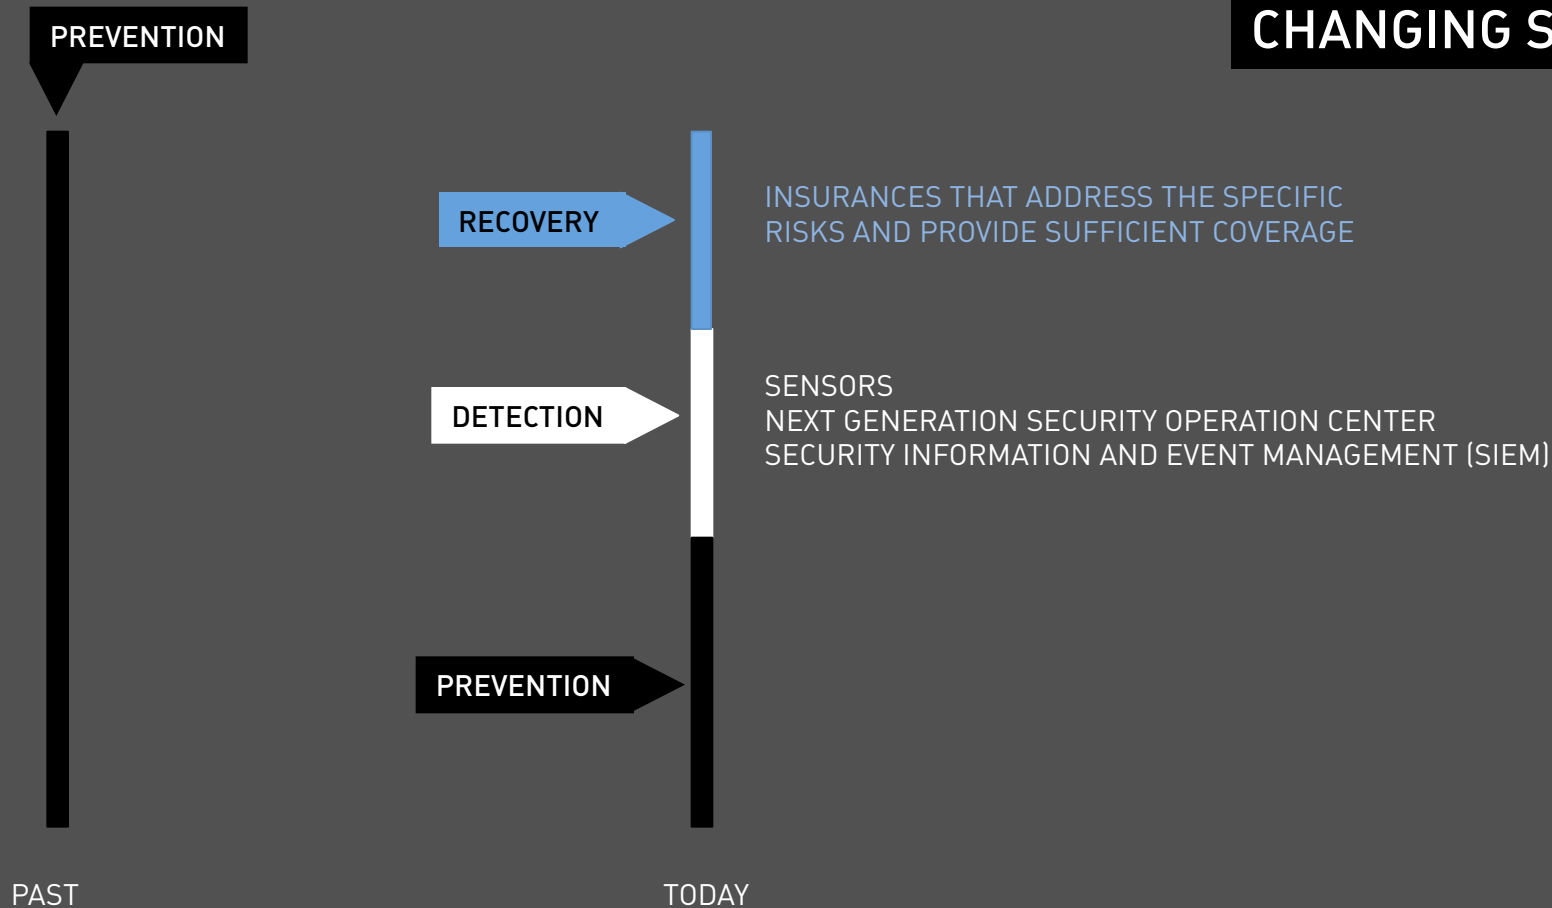 PREVENTION
CHANGING S
RECOVERY
INSURANCES THAT ADDRESS THE SPECIFIC
RISKS AND PROVIDE SUFFICIENT COVERAGE
DETECTION
SENSORS
NEXT GENERATION SECURITY OPERATION CENTER
SECURITY INFORMATION AND EVENT MANAGEMENT (SIEM)
PREVENTION
PAST
TODAY